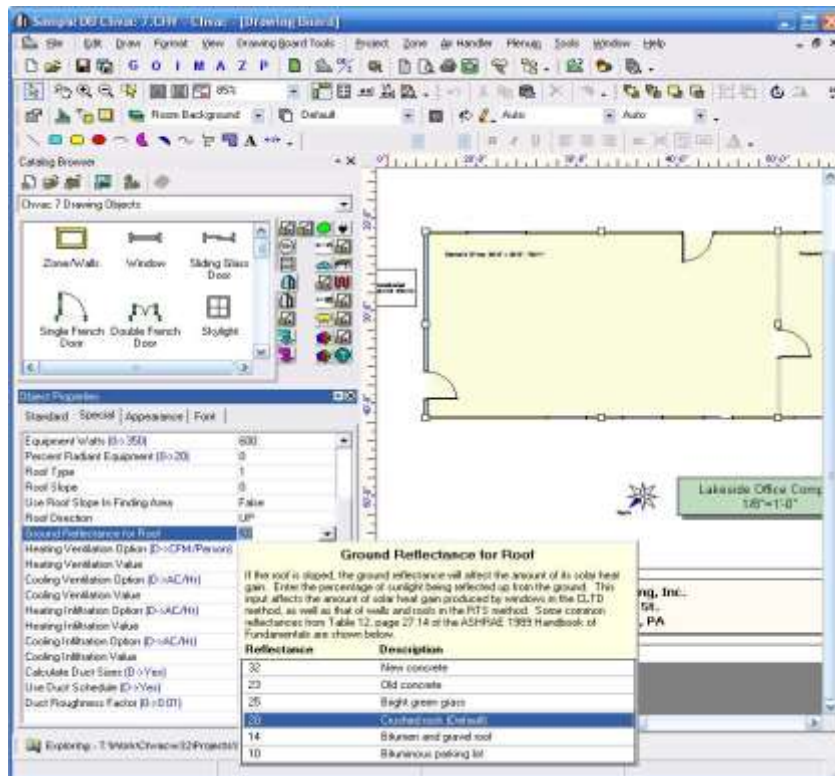 Sample DB Chvac 7.CHV - Chvac - [Drawing Board]
File Edit Draw Format View Drawing Board Tools Project Zone Air Handler Plenum Tools Window Help
G O I M A Z P
85%
Room Background Default Auto Auto
Catalog Browser
Chvac 7 Drawing Objects
Zone/Walls Window Sliding Glass Door
Single French Door Double French Door Skylight
Object Properties
Standard Special Appearance Font
Equipment Watts (D->350) 600
Percent Radiant Equipment (D->20) 0
Roof Type 1
Roof Slope 0
Use Roof Slope In Finding Area False
Roof Direction UP
Ground Reflectance for Roof
Heating Ventilation Option (D->CFM/Person)
Heating Ventilation Value
Cooling Ventilation Option (D->AC/Hr)
Cooling Ventilation Value
Heating Infiltration Option (D->AC/Hr)
Heating Infiltration Value
Cooling Infiltration Option (D->AC/Hr)
Cooling Infiltration Value
Calculate Duct Sizes (D->Yes)
Use Duct Schedule (D->Yes)
Duct Roughness Factor (D->0.01)
Lakeside Office Comp
1/8"=1'-0"
ng, Inc.
St.
, PA
Ground Reflectance for Roof
If the roof is sloped, the ground reflectance will affect the amount of its solar heat
gain. Enter the percentage of sunlight being reflected up from the ground. This
input affects the amount of solar heat gain produced by windows in the CLTD
method, as well as that of walls and roofs in the RTS method. Some common
reflectances from Table 12, page 27.14 of the ASHRAE 1989 Handbook of
Fundamentals are shown below.
Reflectance Description
32 New concrete
23 Old concrete
25 Bright green grass
20 Crushed rock (Default)
14 Bitumen and gravel roof
10 Bituminous parking lot
Exploring - T:\Work\Chvacw32\Projects\